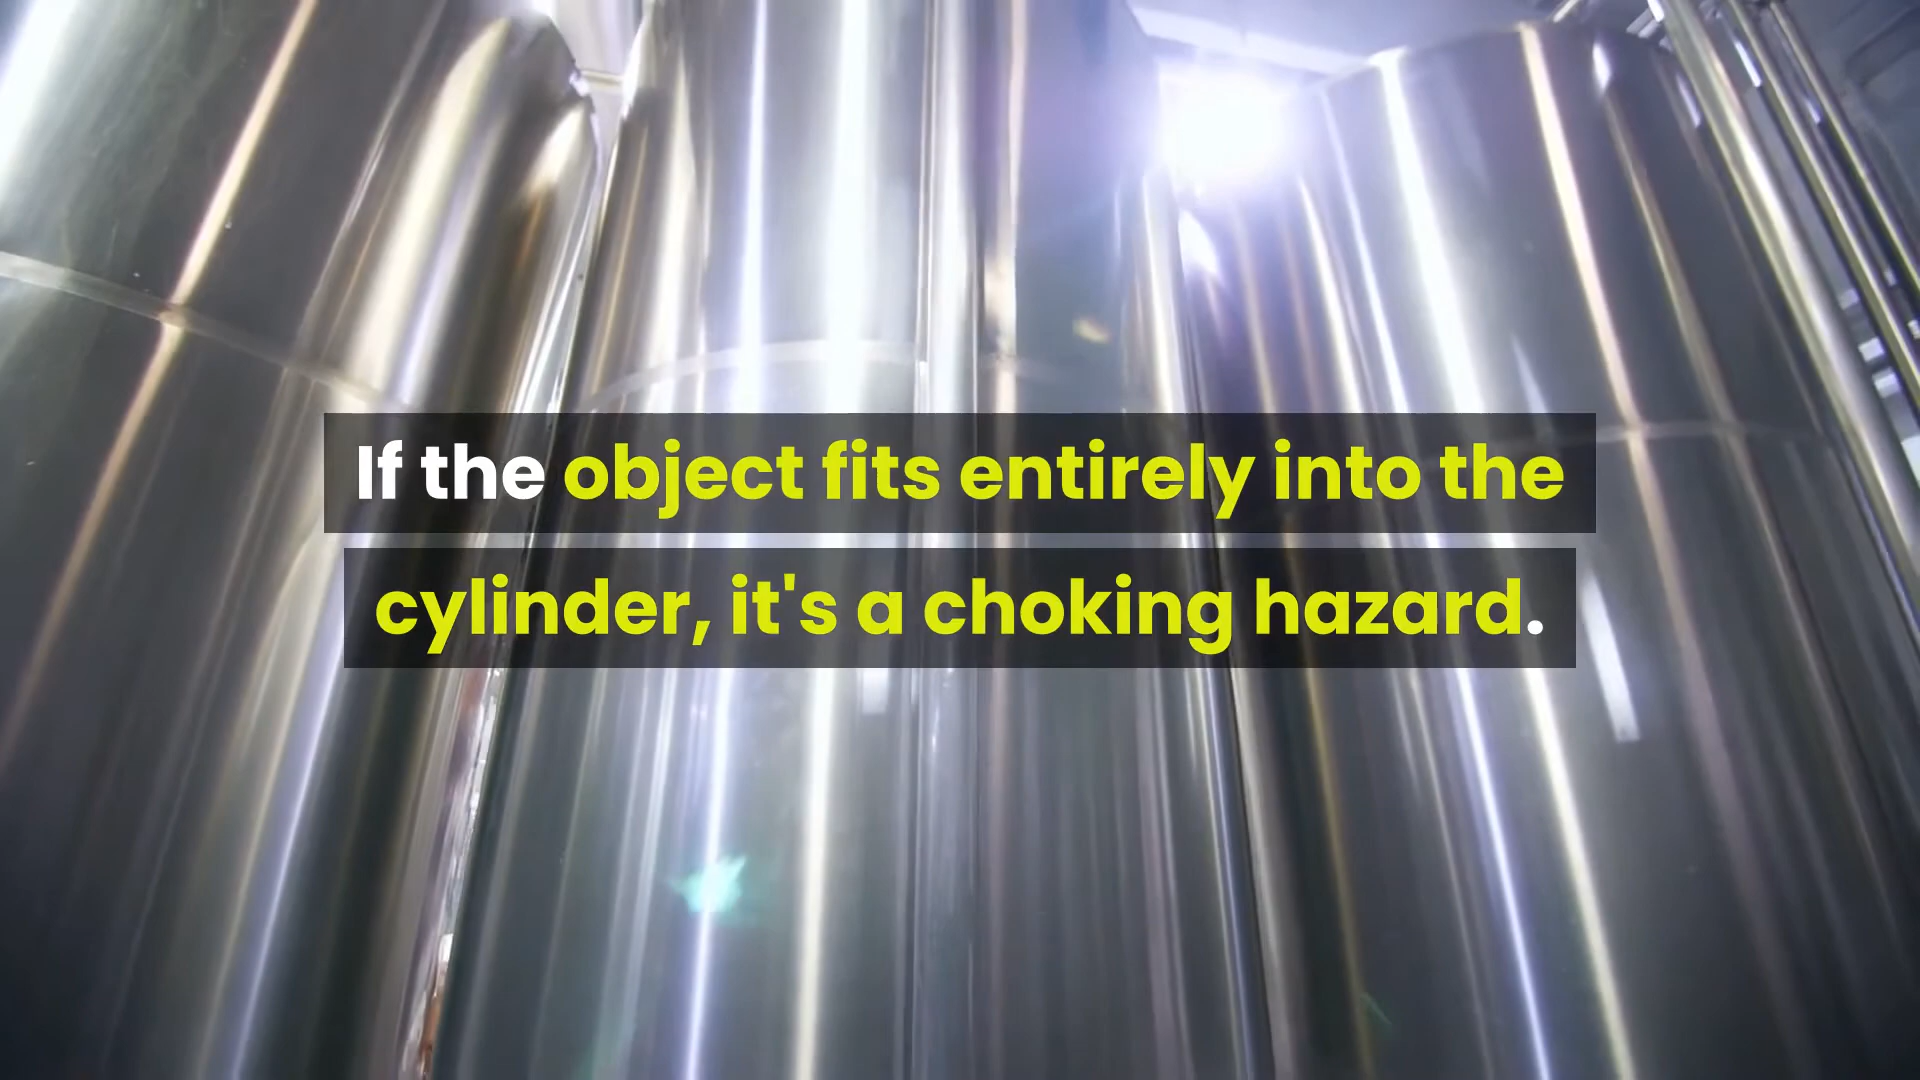 If the object fits entirely into the
cylinder, it's a choking hazard.